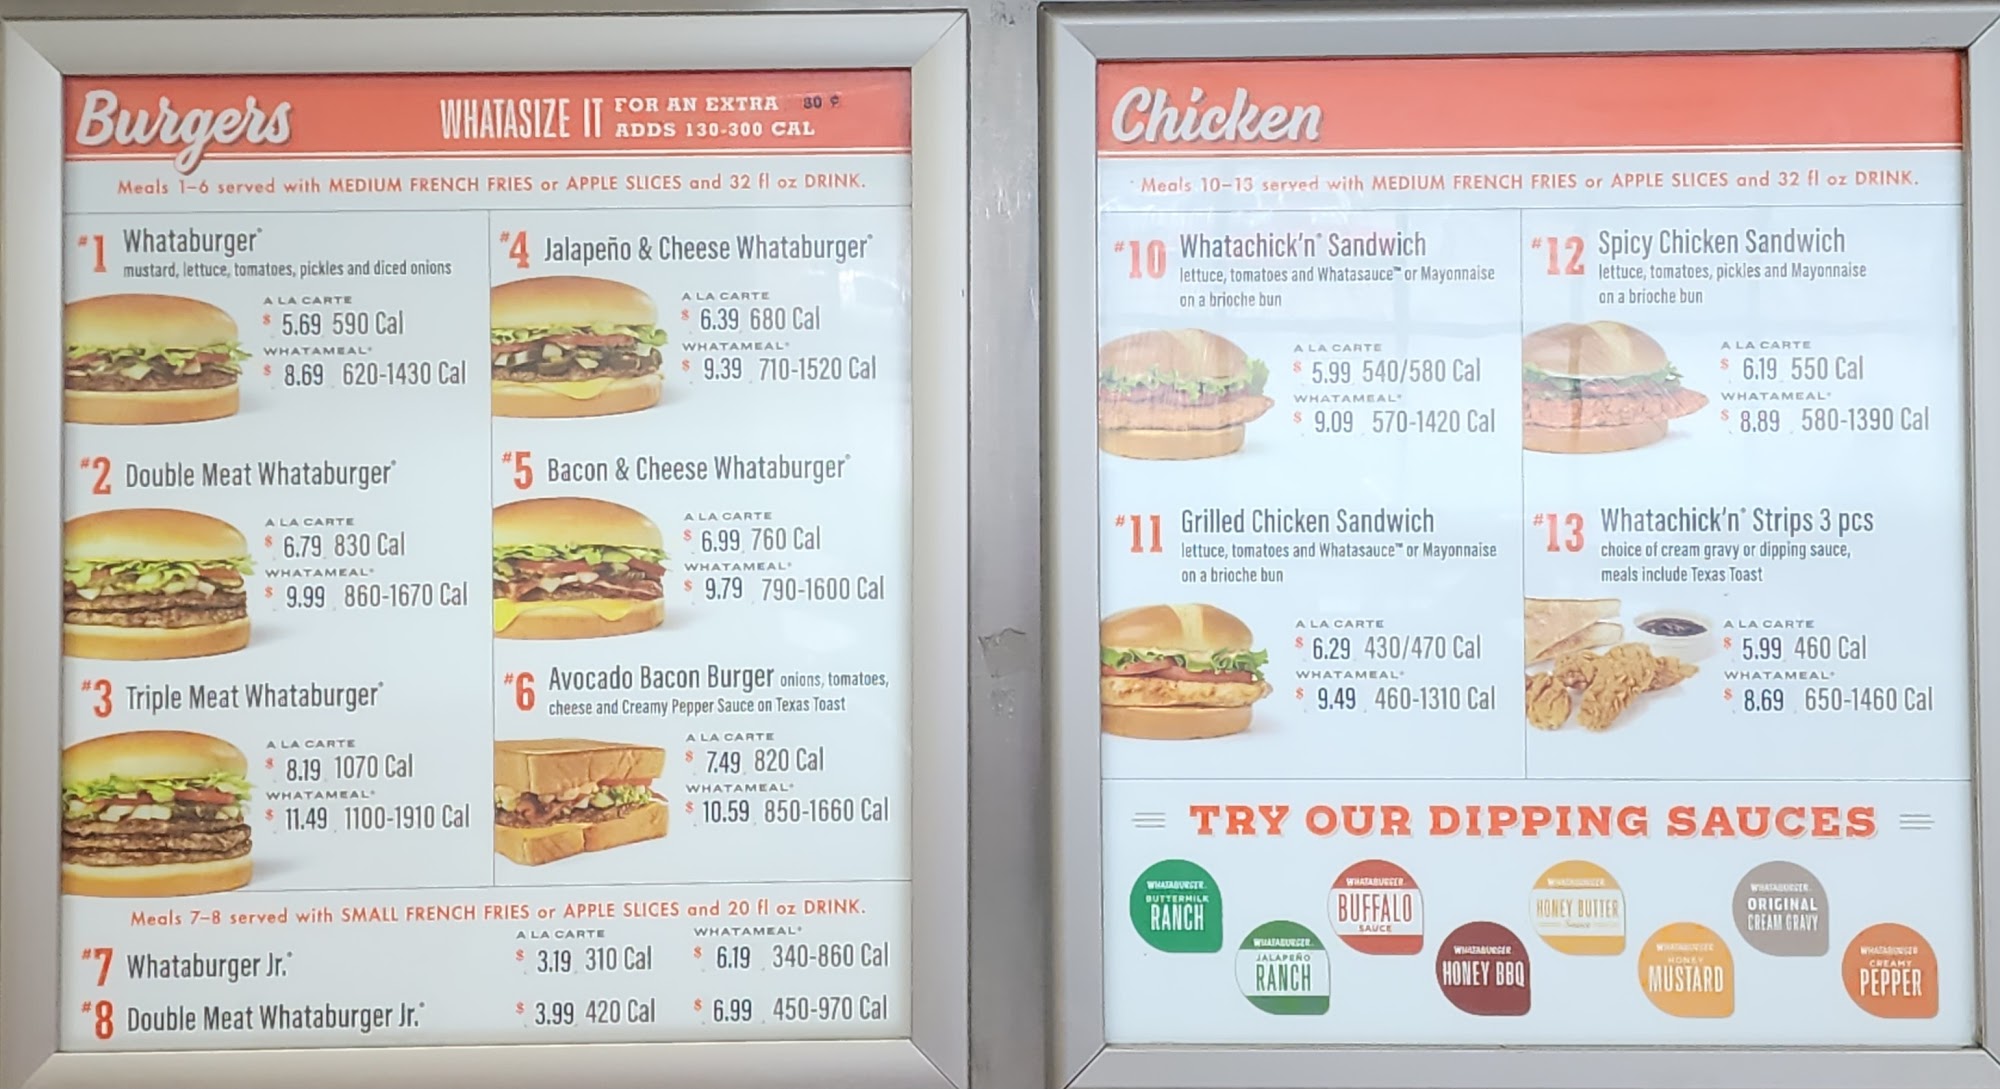 Burgers
WHATASIZE IT FOR AN EXTRA 80 ¢
ADDS 130-300 CAL
Meals 1-6 served with MEDIUM FRENCH FRIES or APPLE SLICES and 32 fl oz DRINK.
#1 Whataburger®
mustard, lettuce, tomatoes, pickles and diced onions
A LA CARTE
$ 5.69 590 Cal
WHATAMEAL®
$ 8.69 620-1430 Cal
#2 Double Meat Whataburger®
A LA CARTE
$ 6.79 830 Cal
WHATAMEAL®
$ 9.99 860-1670 Cal
#3 Triple Meat Whataburger®
A LA CARTE
$ 8.19 1070 Cal
WHATAMEAL®
$ 11.49 1100-1910 Cal
#4 Jalapeño & Cheese Whataburger®
A LA CARTE
$ 6.39 680 Cal
WHATAMEAL®
$ 9.39 710-1520 Cal
#5 Bacon & Cheese Whataburger®
A LA CARTE
$ 6.99 760 Cal
WHATAMEAL®
$ 9.79 790-1600 Cal
#6 Avocado Bacon Burger onions, tomatoes,
cheese and Creamy Pepper Sauce on Texas Toast
A LA CARTE
$ 7.49 820 Cal
WHATAMEAL®
$ 10.59 850-1660 Cal
Meals 7-8 served with SMALL FRENCH FRIES or APPLE SLICES and 20 fl oz DRINK.
A LA CARTE WHATAMEAL®
#7 Whataburger Jr.® $ 3.19 310 Cal $ 6.19 340-860 Cal
#8 Double Meat Whataburger Jr.® $ 3.99 420 Cal $ 6.99 450-970 Cal
Chicken
Meals 10-13 served with MEDIUM FRENCH FRIES or APPLE SLICES and 32 fl oz DRINK.
#10 Whatachick'n® Sandwich
lettuce, tomatoes and Whatasauce™ or Mayonnaise
on a brioche bun
A LA CARTE
$ 5.99 540/580 Cal
WHATAMEAL®
$ 9.09 570-1420 Cal
#11 Grilled Chicken Sandwich
lettuce, tomatoes and Whatasauce™ or Mayonnaise
on a brioche bun
A LA CARTE
$ 6.29 430/470 Cal
WHATAMEAL®
$ 9.49 460-1310 Cal
#12 Spicy Chicken Sandwich
lettuce, tomatoes, pickles and Mayonnaise
on a brioche bun
A LA CARTE
$ 6.19 550 Cal
WHATAMEAL®
$ 8.89 580-1390 Cal
#13 Whatachick'n® Strips 3 pcs
choice of cream gravy or dipping sauce,
meals include Texas Toast
A LA CARTE
$ 5.99 460 Cal
WHATAMEAL®
$ 8.69 650-1460 Cal
TRY OUR DIPPING SAUCES
WHATABURGER
BUTTERMILK
RANCH
WHATABURGER
JALAPEÑO
RANCH
WHATABURGER
BUFFALO
SAUCE
WHATABURGER
HONEY BBQ
WHATABURGER
HONEY BUTTER
Sauce
WHATABURGER
HONEY
MUSTARD
WHATABURGER
ORIGINAL
CREAM GRAVY
WHATABURGER
CREAMY
PEPPER